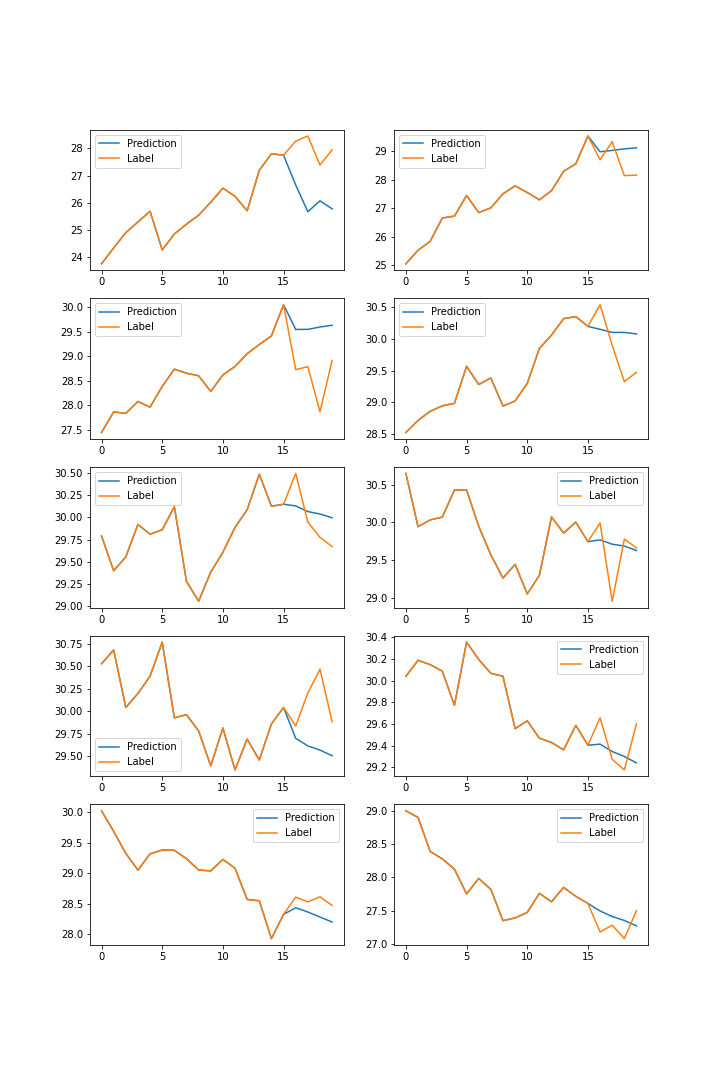 Prediction
Label
28
27
26
25
24
0 5 10 15
Prediction
Label
29
28
27
26
25
0 5 10 15
Prediction
Label
30.0
29.5
29.0
28.5
28.0
27.5
0 5 10 15
Prediction
Label
30.5
30.0
29.5
29.0
28.5
0 5 10 15
Prediction
Label
30.50
30.25
30.00
29.75
29.50
29.25
29.00
0 5 10 15
Prediction
Label
30.5
30.0
29.5
29.0
0 5 10 15
30.75
30.50
30.25
30.00
29.75
29.50
Prediction
Label
0 5 10 15
Prediction
Label
30.4
30.2
30.0
29.8
29.6
29.4
29.2
0 5 10 15
Prediction
Label
30.0
29.5
29.0
28.5
28.0
0 5 10 15
Prediction
Label
29.0
28.5
28.0
27.5
27.0
0 5 10 15